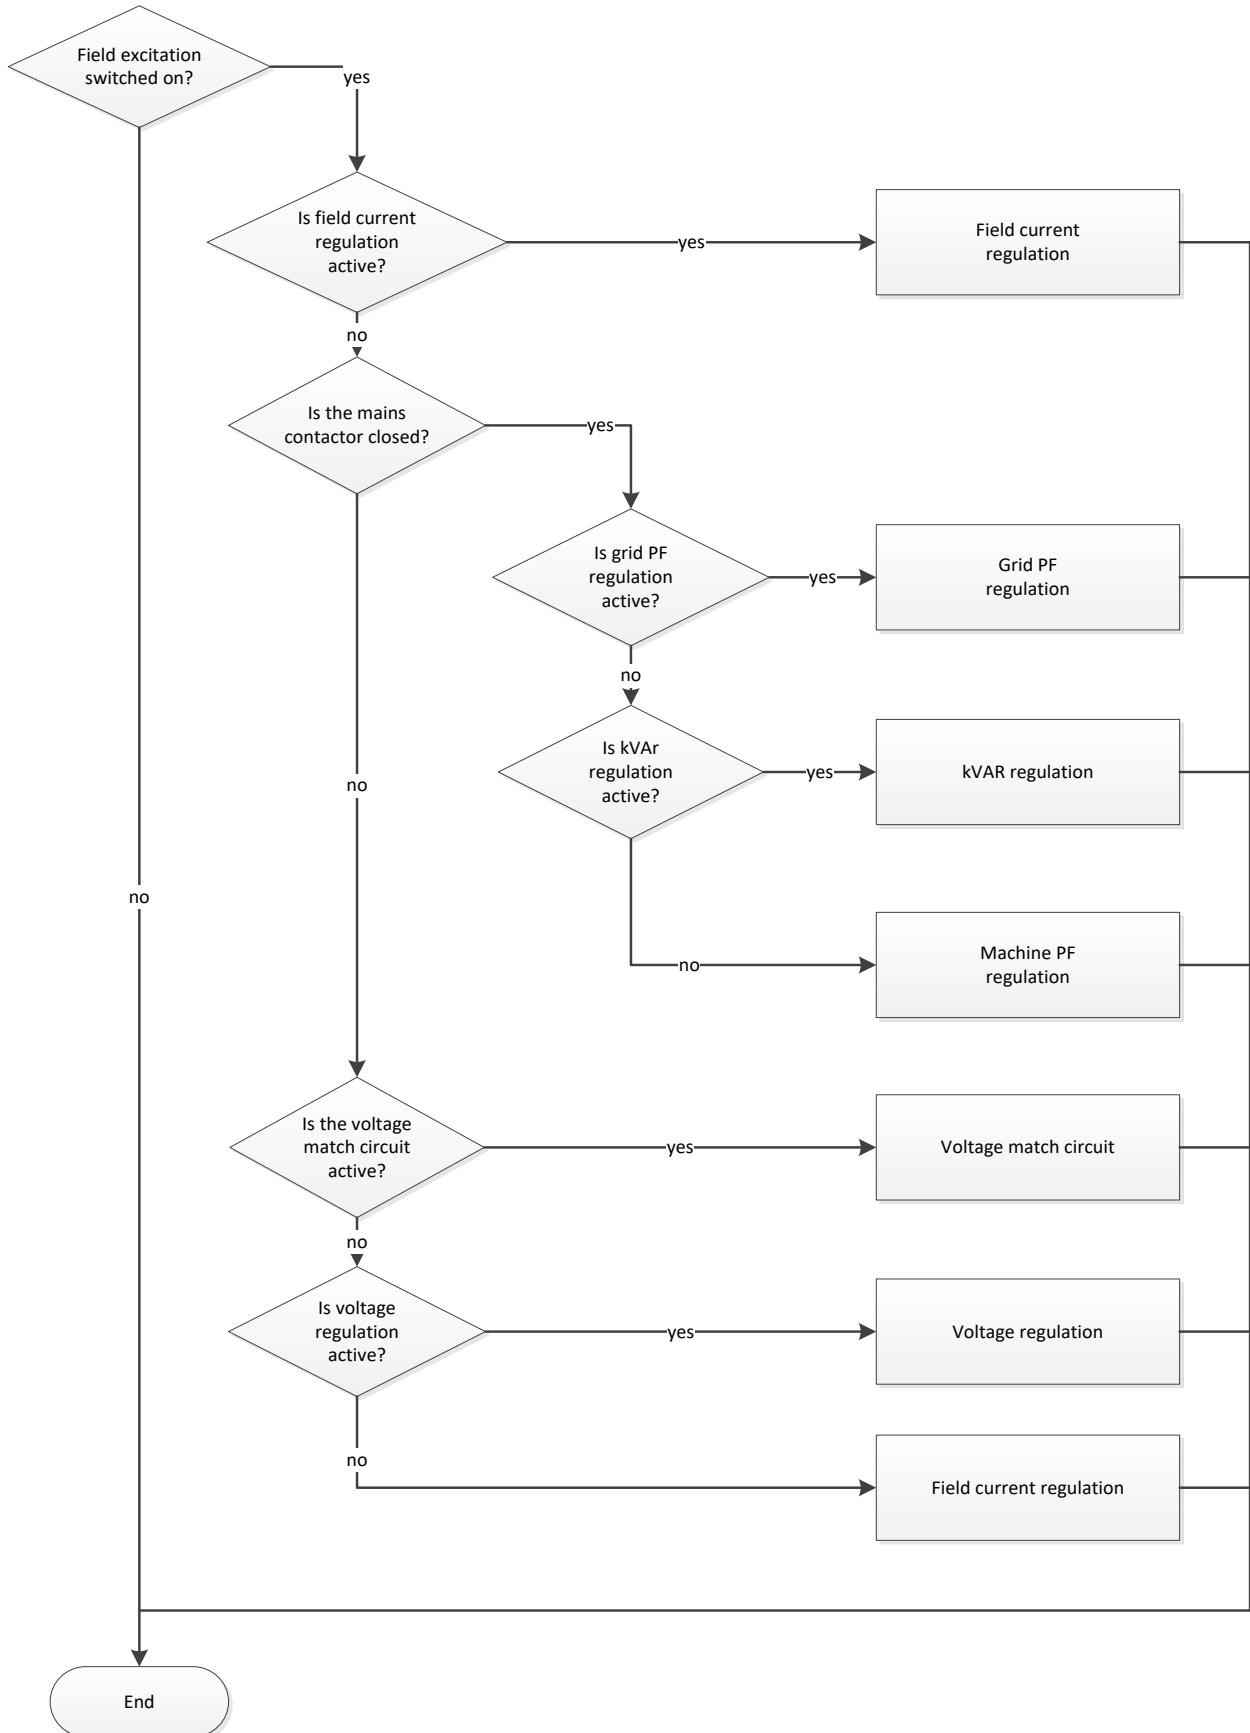 Field excitation
switched on?
yes
Is field current
regulation
active?
yes
Field current
regulation
no
Is the mains
contactor closed?
yes
Is grid PF
regulation
active?
yes
Grid PF
regulation
no
Is kVAr
regulation
active?
yes
kVAR regulation
no
no
no
Machine PF
regulation
Is the voltage
match circuit
active?
yes
Voltage match circuit
no
Is voltage
regulation
active?
yes
Voltage regulation
no
Field current regulation
End